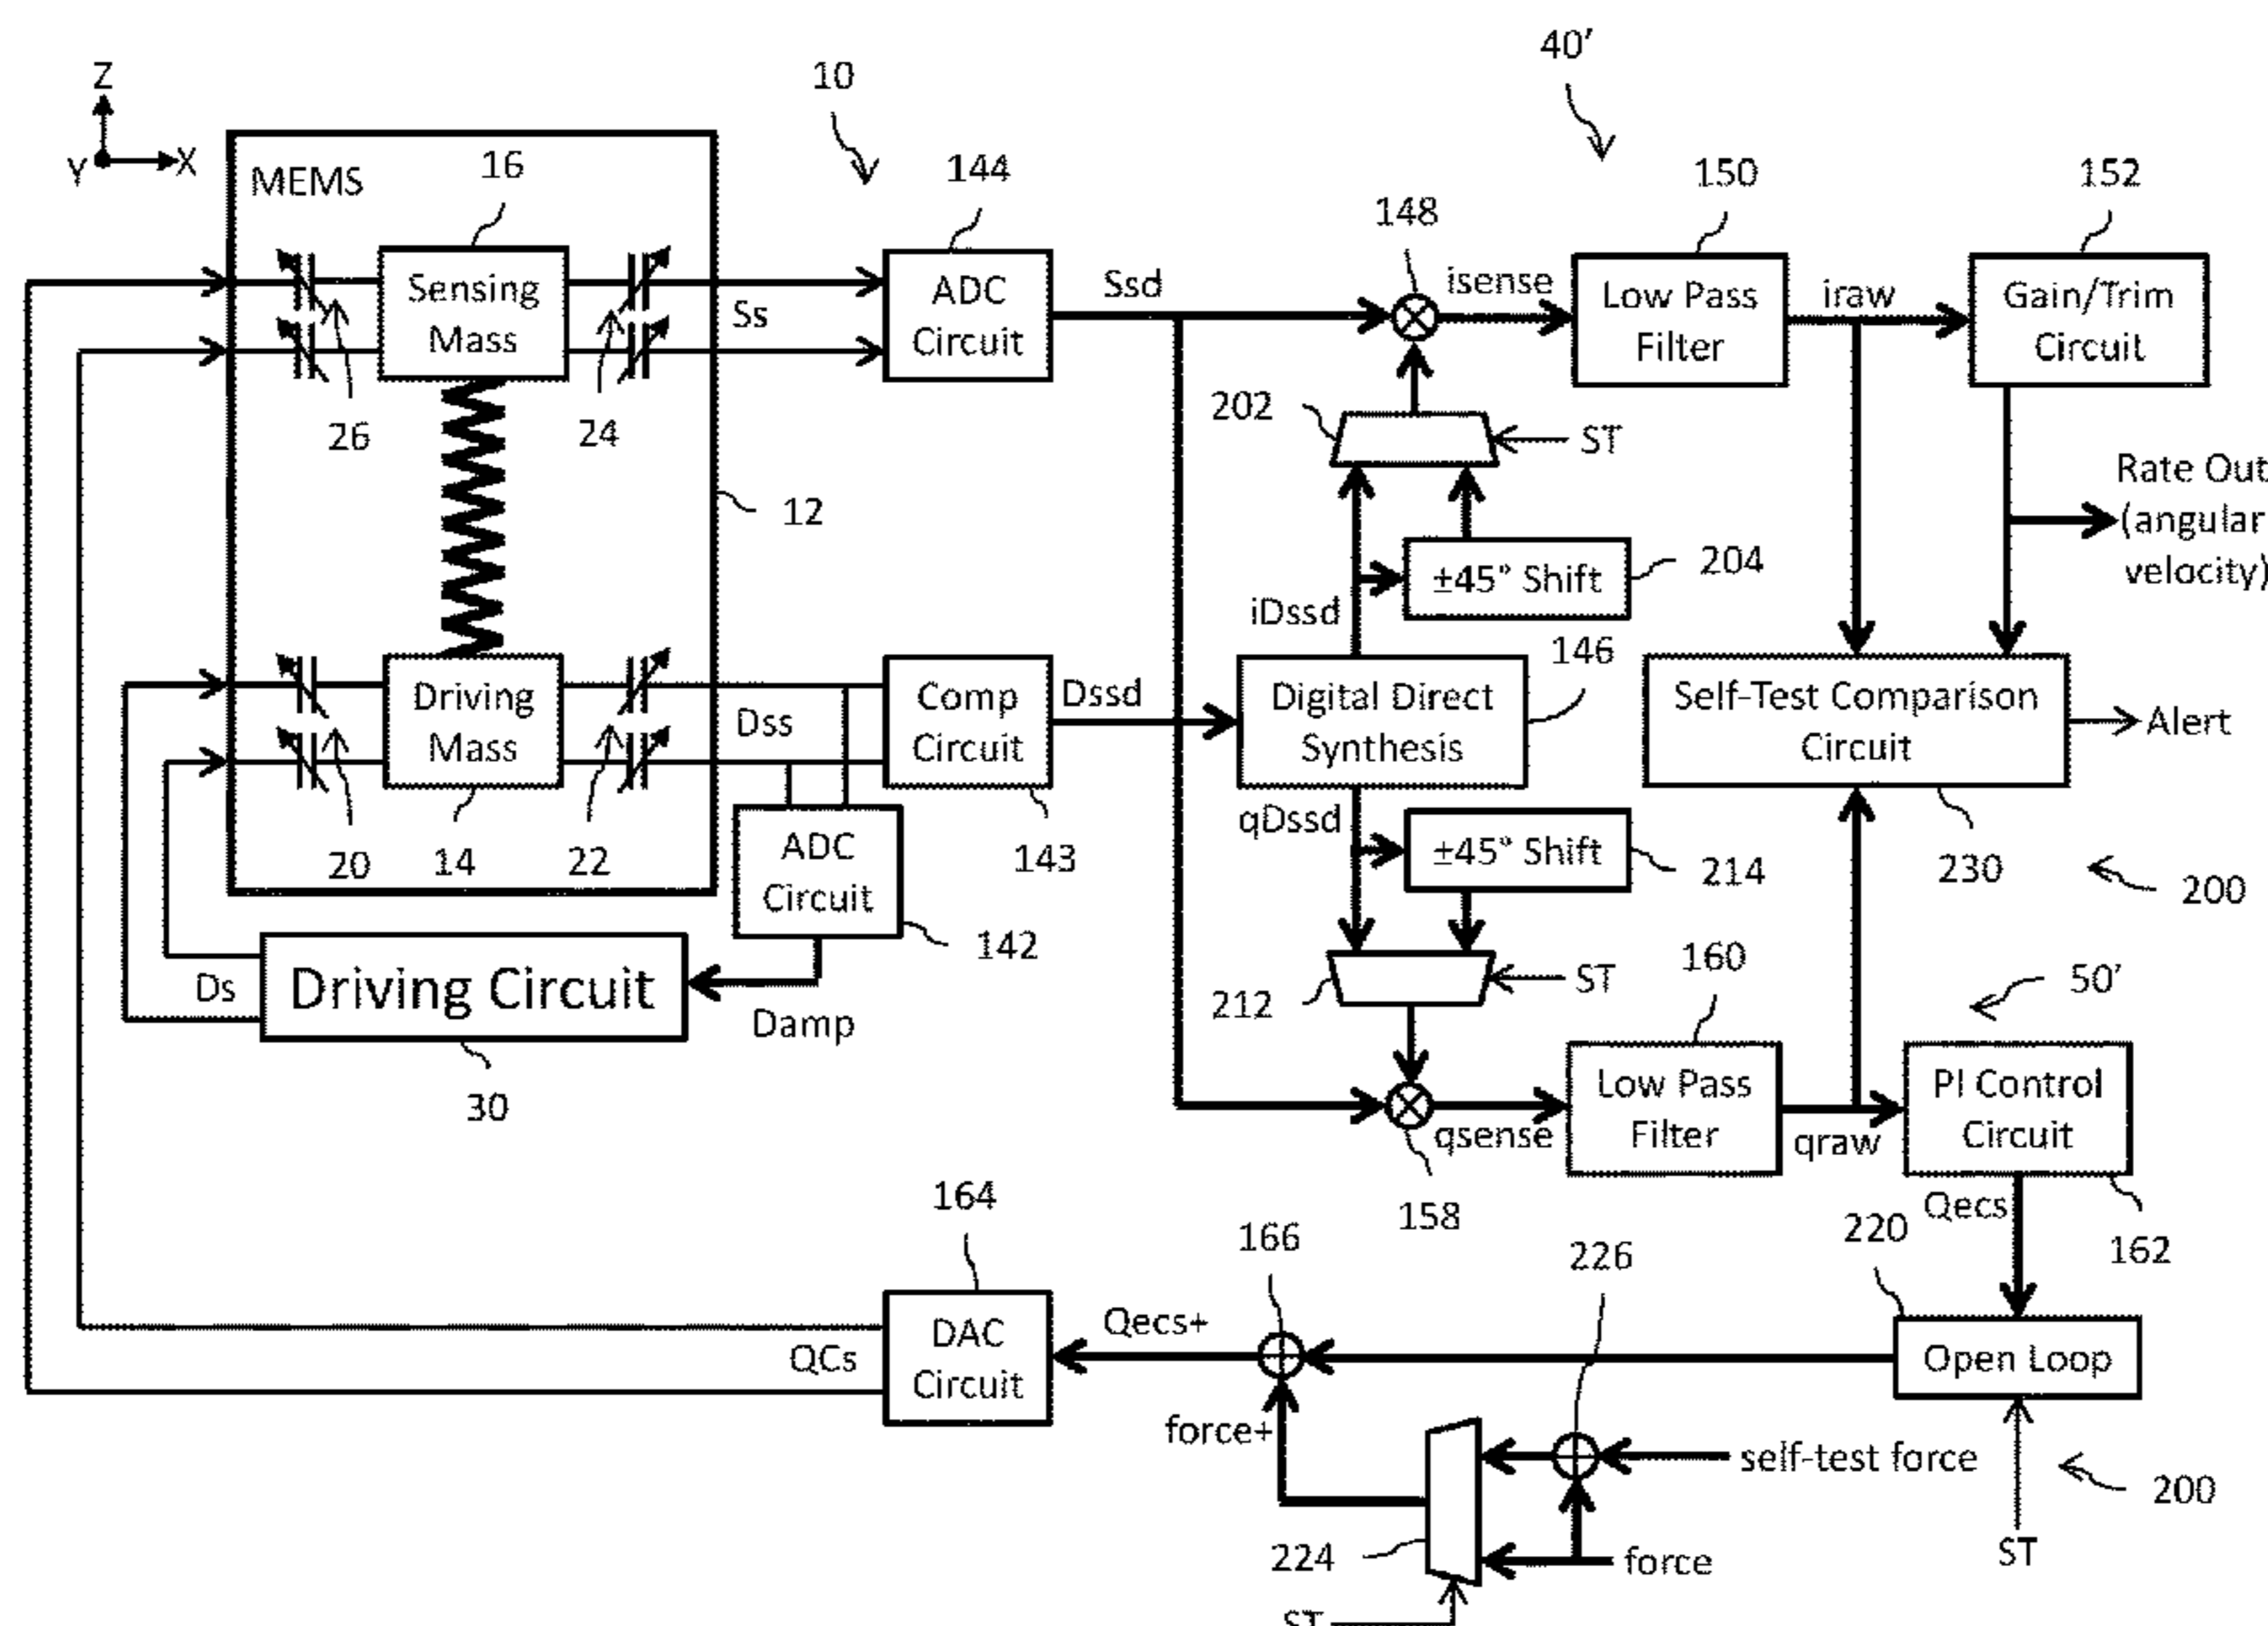 40'
Z
10
Y
X
MEMS
16
144
150
152
148
Sensing
Mass
Ss
ADC
Circuit
Ssd
isense
Low Pass
Filter
iraw
Gain/Trim
Circuit
26
24
202
ST
12
Rate Out
(angular
velocity)
±45° Shift
204
iDssd
146
Driving
Mass
Dss
Comp
Circuit
Dssd
Digital Direct
Synthesis
Self-Test Comparison
Circuit
Alert
qDssd
20
14
22
ADC
Circuit
143
±45° Shift
214
230
200
142
160
50'
Ds
Driving Circuit
Damp
212
ST
30
Low Pass
Filter
qsense
qraw
PI Control
Circuit
164
158
Qecs
166
226
220
162
DAC
Circuit
QCs
Qecs+
Open Loop
force+
self-test force
200
224
force
ST
ST